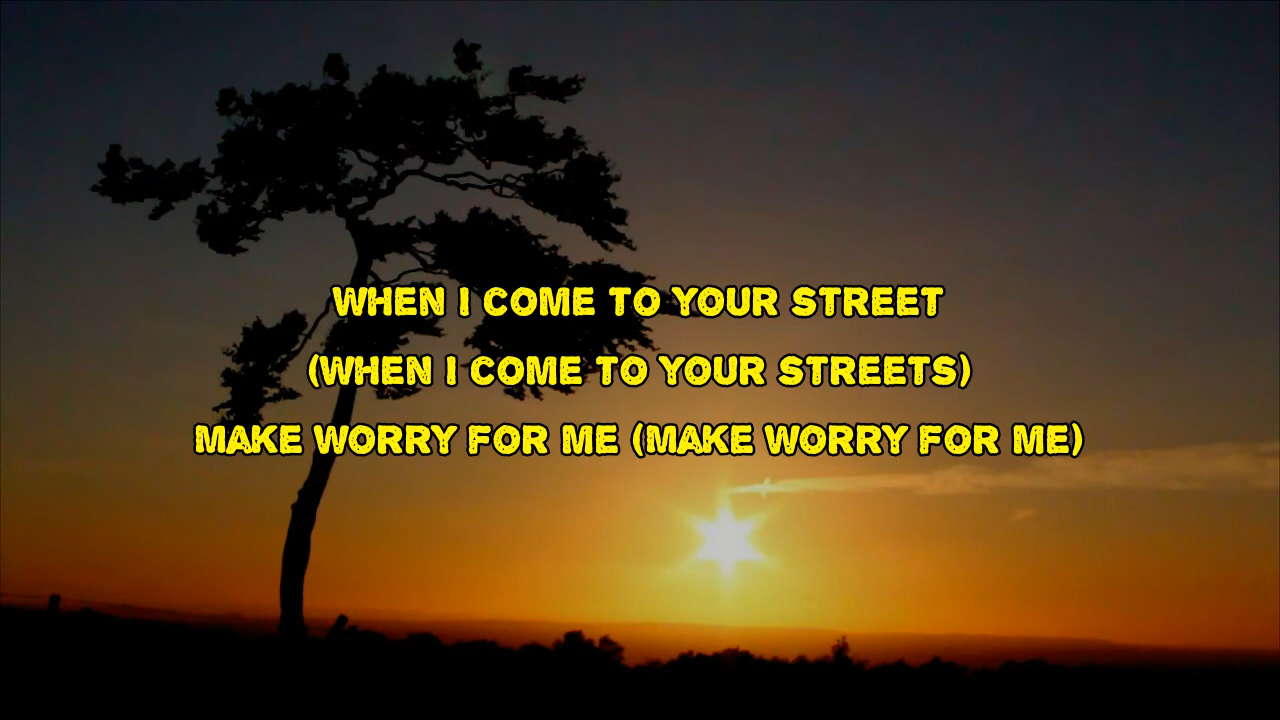 WHEN I COME TO YOUR STREET
(WHEN I COME TO YOUR STREETS)
MAKE WORRY FOR ME (MAKE WORRY FOR ME)